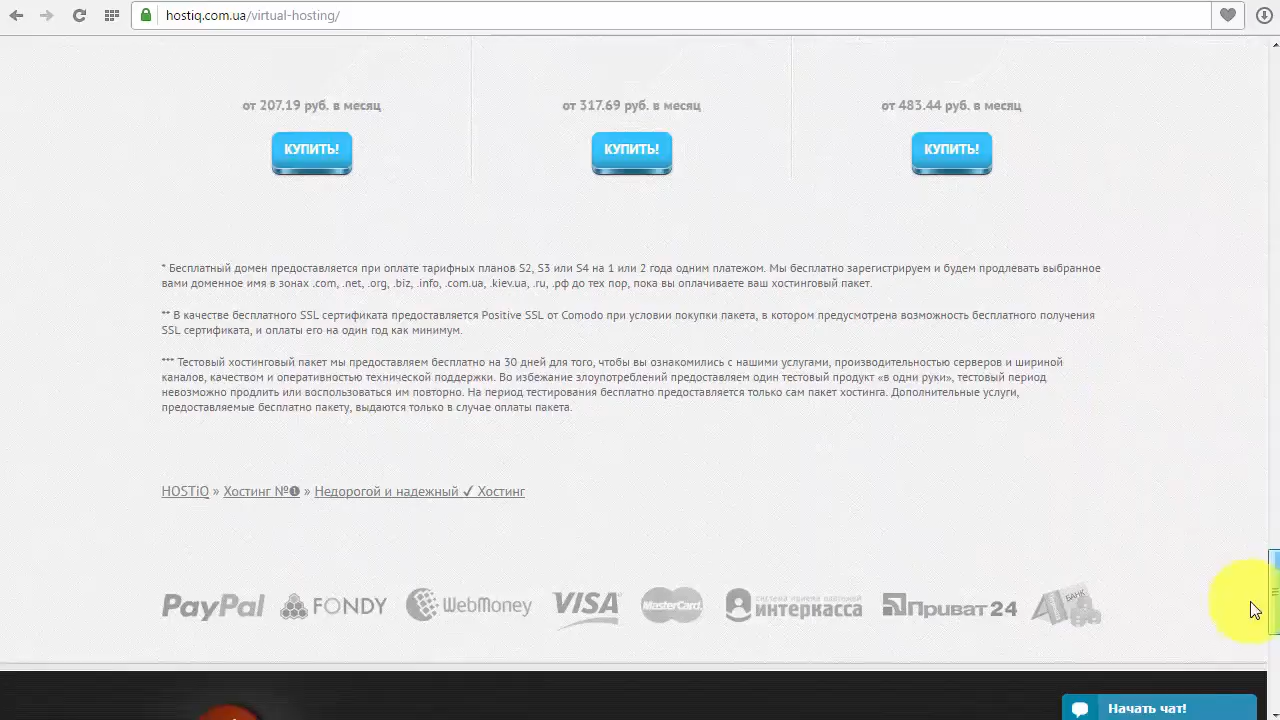 hostiq.com.ua/virtual-hosting/
от 207.19 руб. в месяц
от 317.69 руб. в месяц
от 483.44 руб. в месяц
КУПИТЬ!
КУПИТЬ!
КУПИТЬ!
* Бесплатный домен предоставляется при оплате тарифных планов S2, S3 или S4 на 1 или 2 года одним платежом. Мы бесплатно зарегистрируем и будем продлевать выбранное
вами доменное имя в зонах .com, .net, .org, .biz, .info, .com.ua, .kiev.ua, .ru, .рф до тех пор, пока вы оплачиваете ваш хостинговый пакет.
** В качестве бесплатного SSL сертификата предоставляется Positive SSL от Comodo при условии покупки пакета, в котором предусмотрена возможность бесплатного получения
SSL сертификата, и оплаты его на один год как минимум.
*** Тестовый хостинговый пакет мы предоставляем бесплатно на 30 дней для того, чтобы вы ознакомились с нашими услугами, производительностью серверов и шириной
каналов, качеством и оперативностью технической поддержки. Во избежание злоупотреблений предоставляем один тестовый продукт «в одни руки», тестовый период
невозможно продлить или воспользоваться им повторно. На период тестирования бесплатно предоставляется только сам пакет хостинга. Дополнительные услуги,
предоставляемые бесплатно пакету, выдаются только в случае оплаты пакета.
HOSTiQ » Хостинг №❶ » Недорогой и надежный ✓ Хостинг
PayPal
FONDY
WebMoney
VISA
MasterCard
система приема платежей
интеркасса
Приват 24
БАНК
Начать чат!